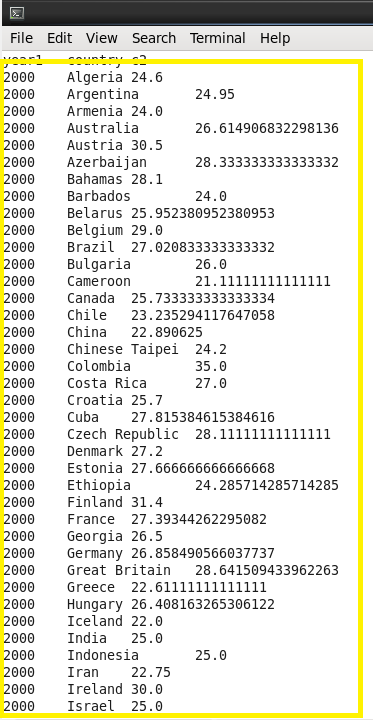 File Edit View Search Terminal Help
year1 country c2
2000 Algeria 24.6
2000 Argentina 24.95
2000 Armenia 24.0
2000 Australia 26.614906832298136
2000 Austria 30.5
2000 Azerbaijan 28.333333333333332
2000 Bahamas 28.1
2000 Barbados 24.0
2000 Belarus 25.952380952380953
2000 Belgium 29.0
2000 Brazil 27.020833333333332
2000 Bulgaria 26.0
2000 Cameroon 21.11111111111111
2000 Canada 25.733333333333334
2000 Chile 23.235294117647058
2000 China 22.890625
2000 Chinese Taipei 24.2
2000 Colombia 35.0
2000 Costa Rica 27.0
2000 Croatia 25.7
2000 Cuba 27.815384615384616
2000 Czech Republic 28.11111111111111
2000 Denmark 27.2
2000 Estonia 27.666666666666668
2000 Ethiopia 24.285714285714285
2000 Finland 31.4
2000 France 27.39344262295082
2000 Georgia 26.5
2000 Germany 26.858490566037737
2000 Great Britain 28.641509433962263
2000 Greece 22.61111111111111
2000 Hungary 26.408163265306122
2000 Iceland 22.0
2000 India 25.0
2000 Indonesia 25.0
2000 Iran 22.75
2000 Ireland 30.0
2000 Israel 25.0